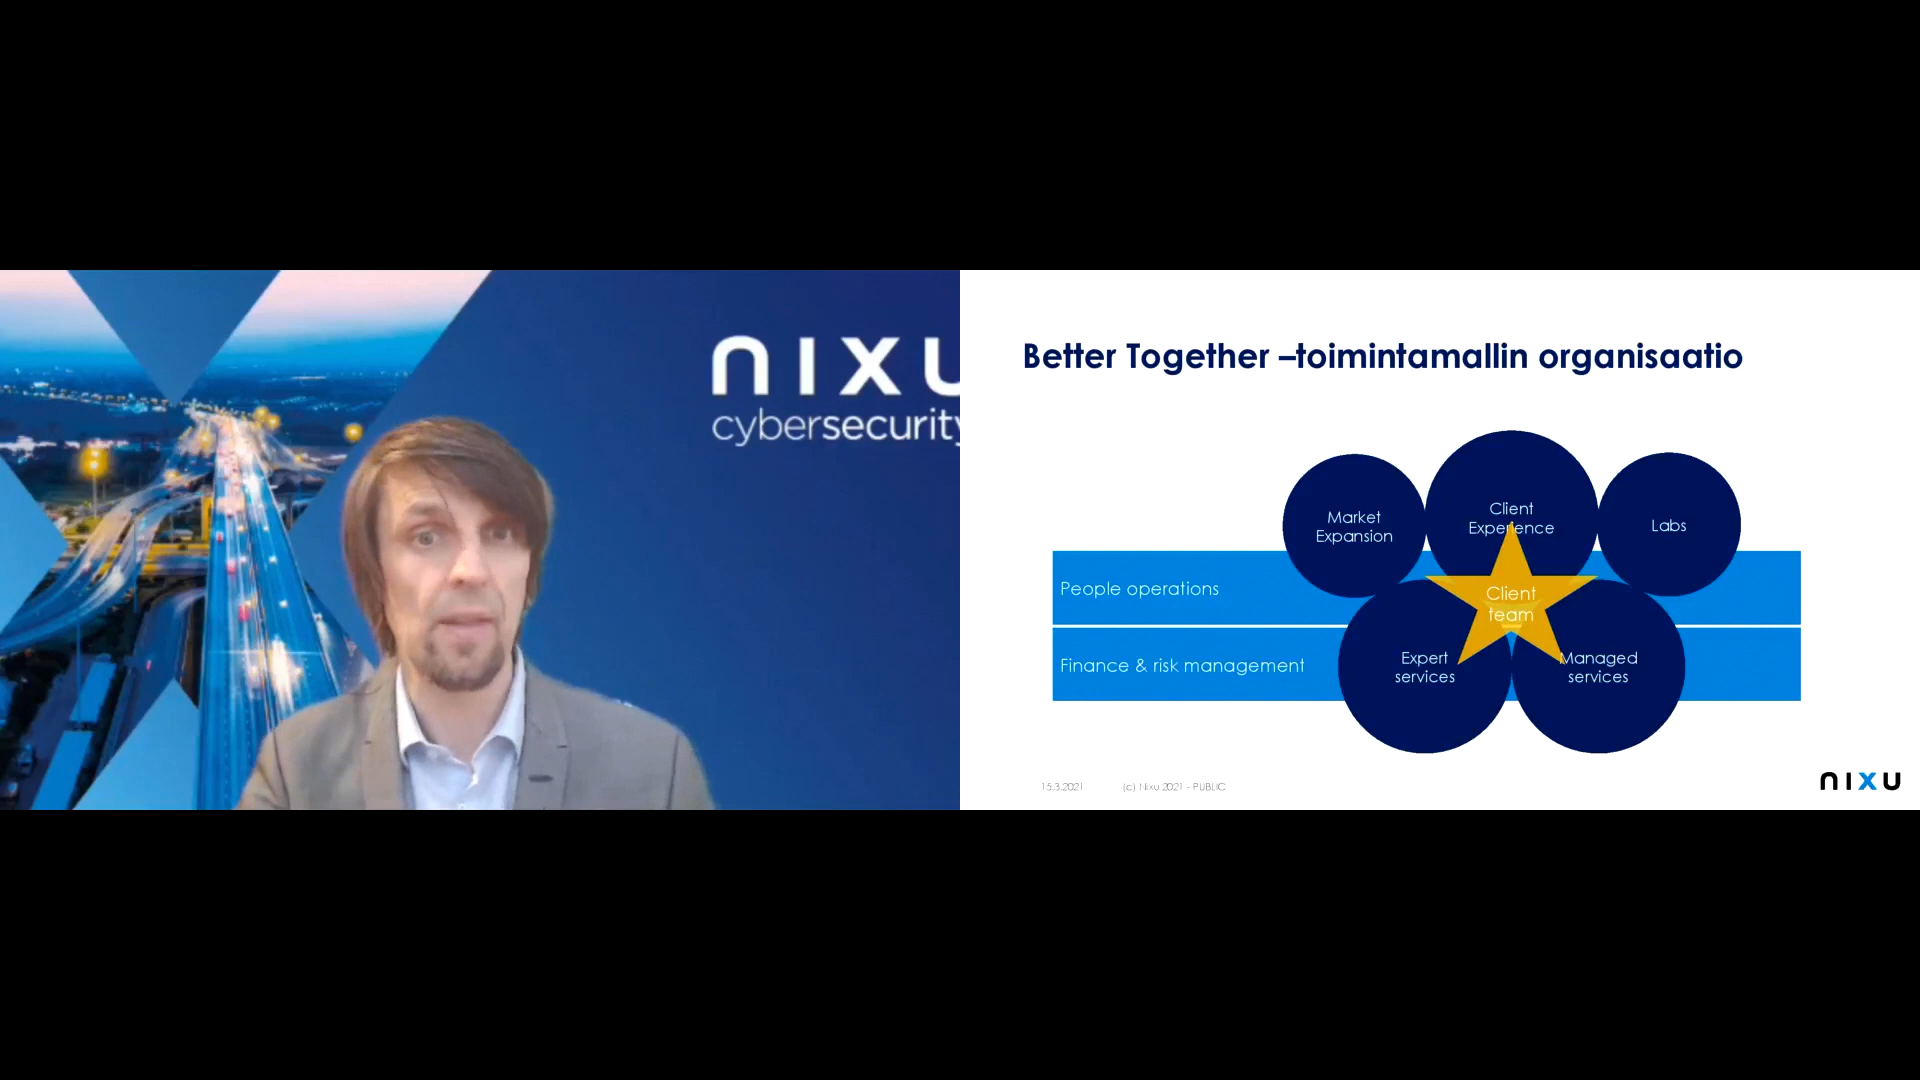 nixu
cybersecurity
Better Together –toimintamallin organisaatio
Market
Expansion
Client
Experience
Labs
People operations
Client
team
Finance & risk management
Expert
services
Managed
services
15.3.2021
(c) Nixu 2021 - PUBLIC
nixu